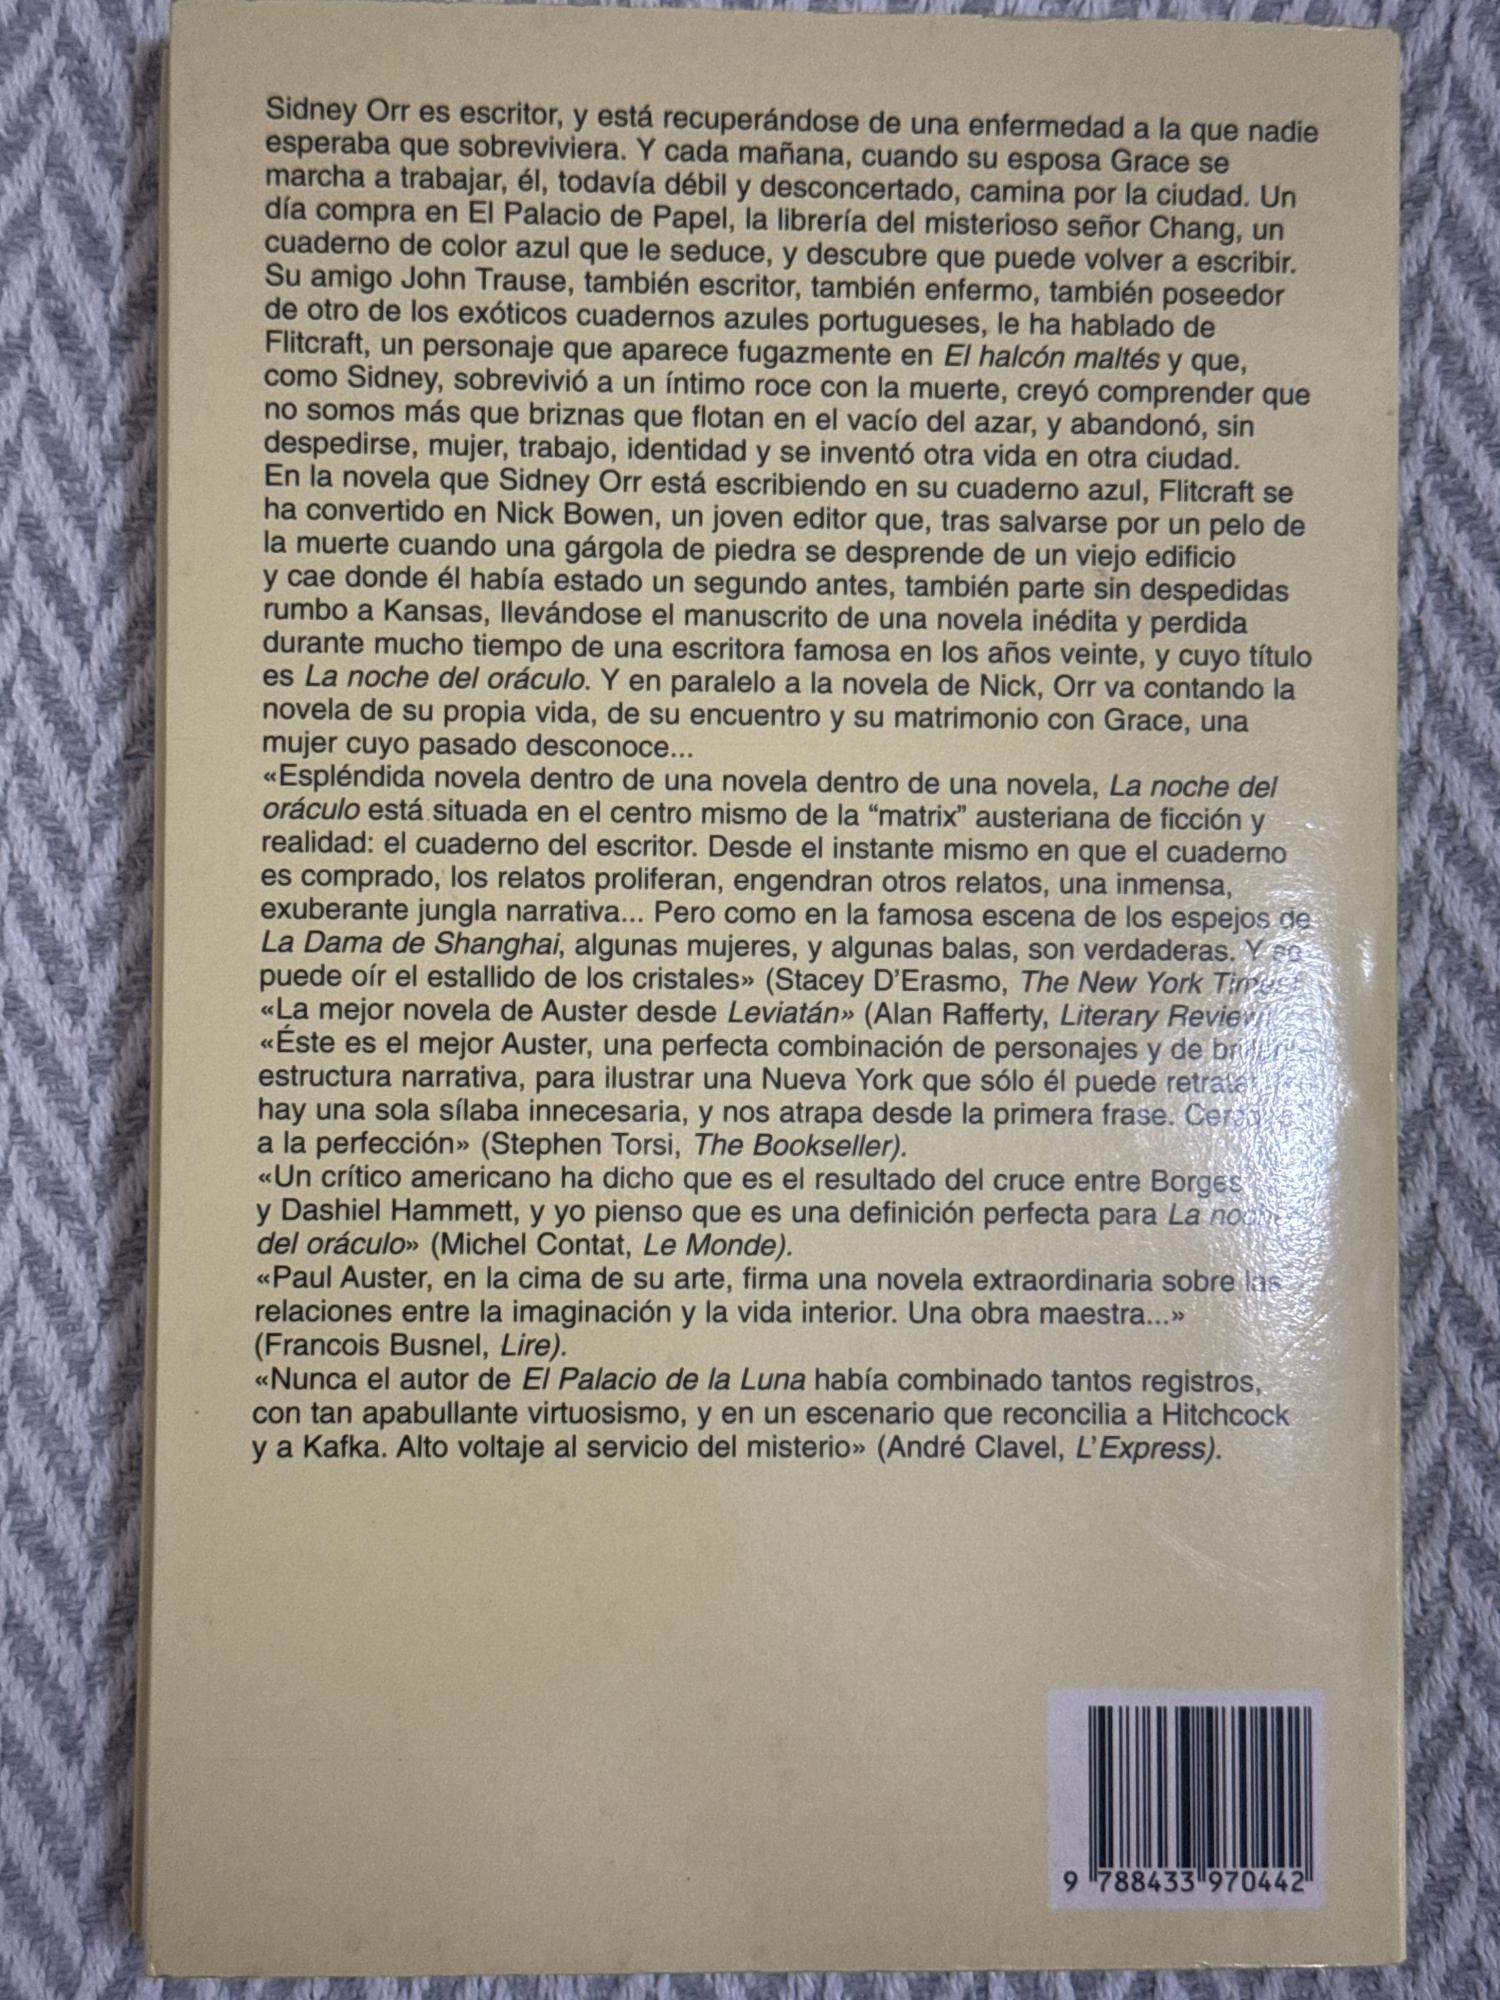 Sidney Orr es escritor, y está recuperándose de una enfermedad a la que nadie
esperaba que sobreviviera. Y cada mañana, cuando su esposa Grace se
marcha a trabajar, él, todavía débil y desconcertado, camina por la ciudad. Un
día compra en El Palacio de Papel, la librería del misterioso señor Chang, un
cuaderno de color azul que le seduce, y descubre que puede volver a escribir.
Su amigo John Trause, también escritor, también enfermo, también poseedor
de otro de los exóticos cuadernos azules portugueses, le ha hablado de
Flitcraft, un personaje que aparece fugazmente en El halcón maltés y que,
como Sidney, sobrevivió a un íntimo roce con la muerte, creyó comprender que
no somos más que briznas que flotan en el vacío del azar, y abandonó, sin
despedirse, mujer, trabajo, identidad y se inventó otra vida en otra ciudad.
En la novela que Sidney Orr está escribiendo en su cuaderno azul, Flitcraft se
ha convertido en Nick Bowen, un joven editor que, tras salvarse por un pelo de
la muerte cuando una gárgola de piedra se desprende de un viejo edificio
y cae donde él había estado un segundo antes, también parte sin despedidas
rumbo a Kansas, llevándose el manuscrito de una novela inédita y perdida
durante mucho tiempo de una escritora famosa en los años veinte, y cuyo título
es La noche del oráculo. Y en paralelo a la novela de Nick, Orr va contando la
novela de su propia vida, de su encuentro y su matrimonio con Grace, una
mujer cuyo pasado desconoce...
«Espléndida novela dentro de una novela dentro de una novela, La noche del
oráculo está situada en el centro mismo de la “matrix” austeriana de ficción y
realidad: el cuaderno del escritor. Desde el instante mismo en que el cuaderno
es comprado, los relatos proliferan, engendran otros relatos, una inmensa,
exuberante jungla narrativa... Pero como en la famosa escena de los espejos de
La Dama de Shanghai, algunas mujeres, y algunas balas, son verdaderas. Y se
puede oír el estallido de los cristales» (Stacey D’Erasmo, The New York Times).
«La mejor novela de Auster desde Leviatán» (Alan Rafferty, Literary Review).
«Éste es el mejor Auster, una perfecta combinación de personajes y de
estructura narrativa, para ilustrar una Nueva York que sólo él puede retratar.
hay una sola sílaba innecesaria, y nos atrapa desde la primera frase.
a la perfección» (Stephen Torsi, The Bookseller).
«Un crítico americano ha dicho que es el resultado del cruce entre Borges
y Dashiel Hammett, y yo pienso que es una definición perfecta para La noche
del oráculo» (Michel Contat, Le Monde).
«Paul Auster, en la cima de su arte, firma una novela extraordinaria sobre las
relaciones entre la imaginación y la vida interior. Una obra maestra...»
(Francois Busnel, Lire).
«Nunca el autor de El Palacio de la Luna había combinado tantos registros,
con tan apabullante virtuosismo, y en un escenario que reconcilia a Hitchcock
y a Kafka. Alto voltaje al servicio del misterio» (André Clavel, L’Express).
9 788433 970442